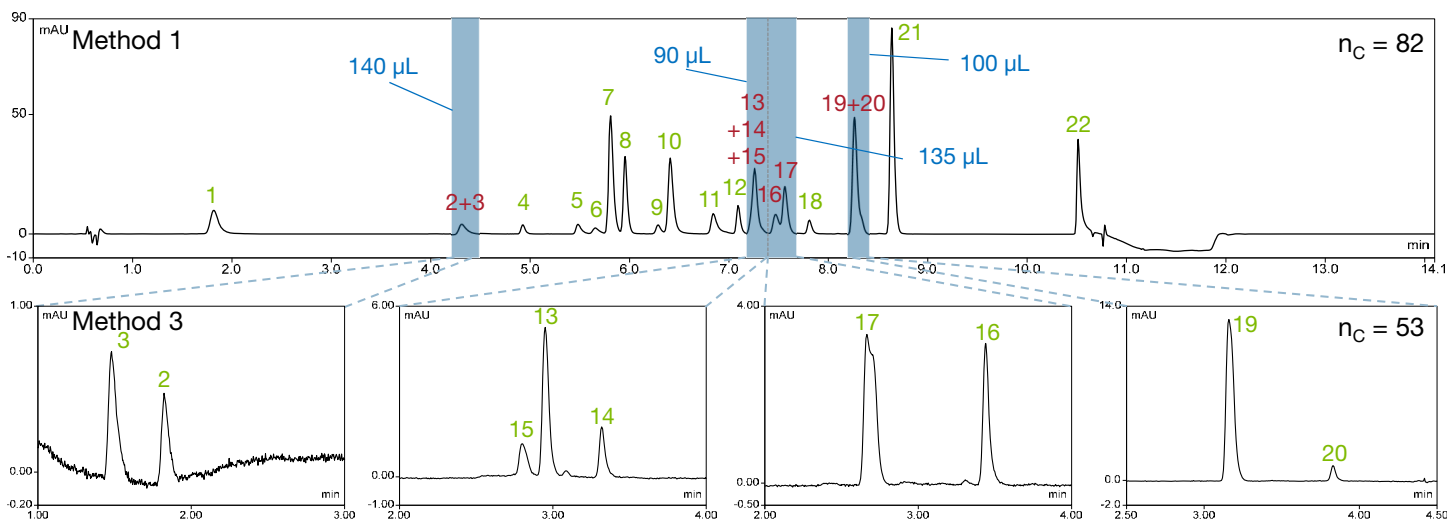 90
mAU
Method 1
n_C = 82
140 µL
90 µL
100 µL
135 µL
21
7
8
10
13
+14
+15
19+20
22
1
2+3
4
5
6
9
11
12
16
17
18
50
0
-10
min
0.0 1.0 2.0 3.0 4.0 5.0 6.0 7.0 8.0 9.0 10.0 11.0 12.0 13.0 14.1
1.00
mAU
Method 3
3
2
0.00
-0.20
min
1.00 2.00 3.00
6.00
mAU
13
15
14
0.00
-1.00
min
2.00 3.00 4.00
4.00
mAU
17
16
0.00
-0.50
min
2.00 3.00 4.00
14.0
mAU
n_C = 53
19
20
0.0
-2.0
min
2.50 3.00 4.00 4.50